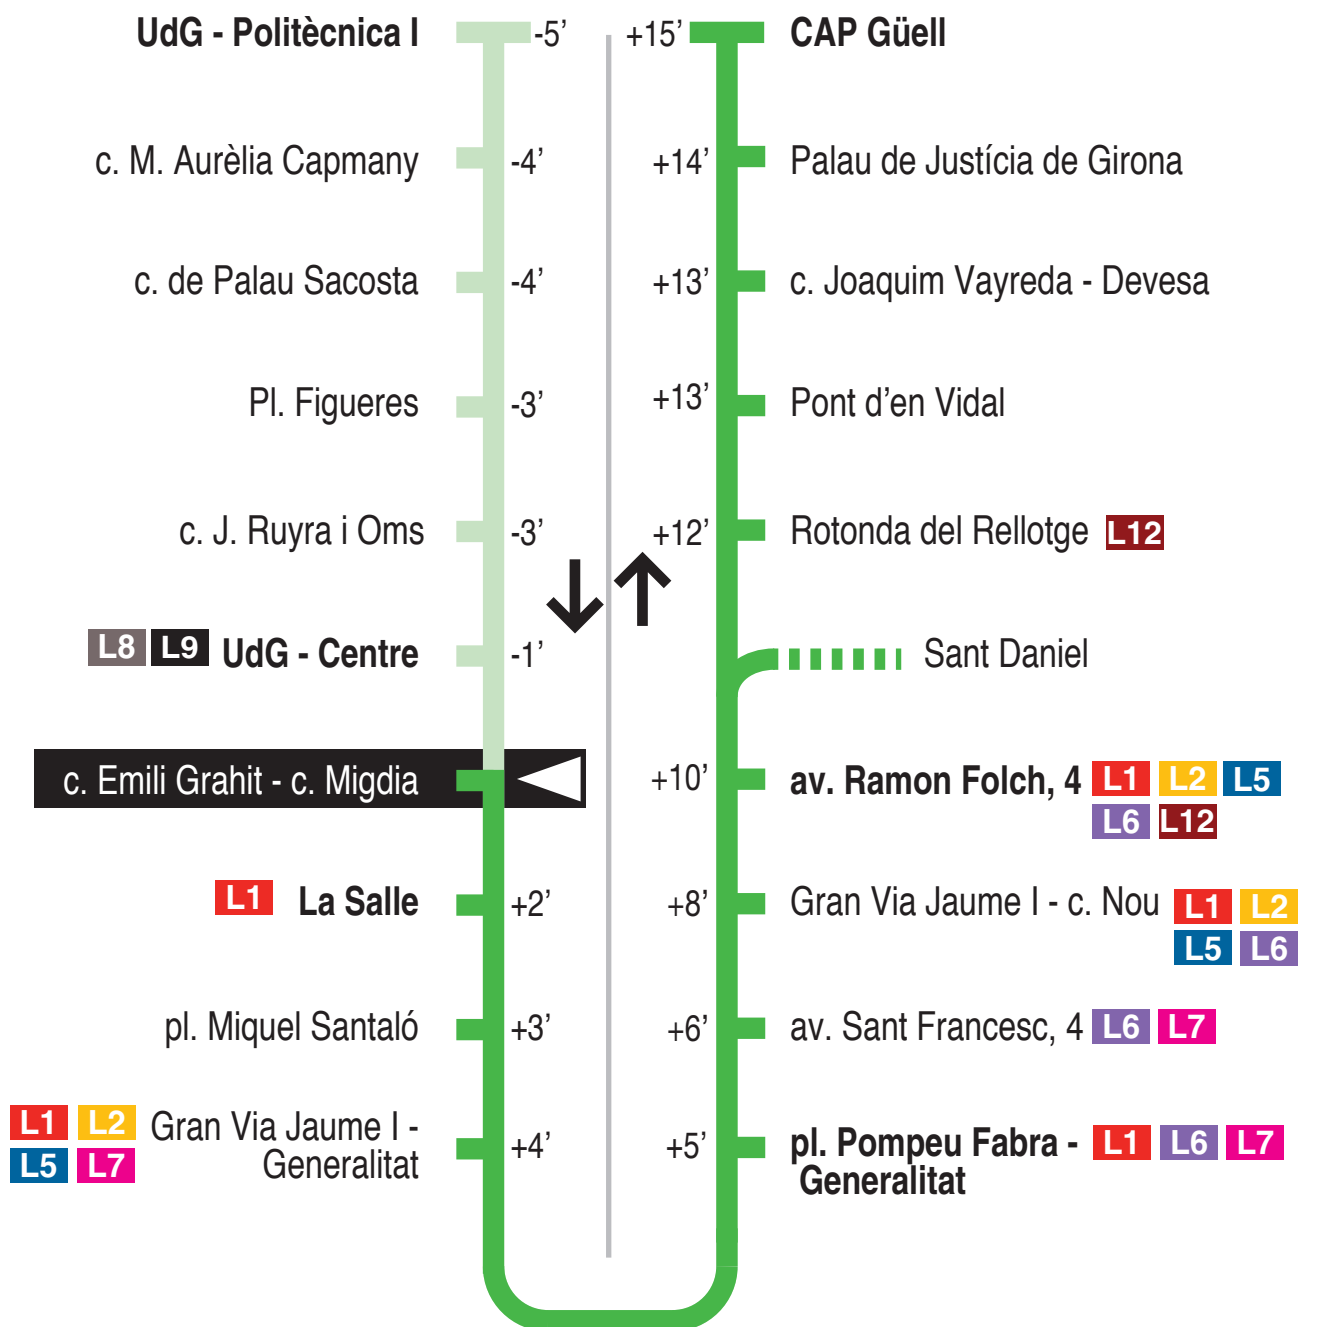 UdG - Politècnica I -5’
c. M. Aurèlia Capmany -4’
c. de Palau Sacosta -4’
Pl. Figueres -3’
c. J. Ruyra i Oms -3’
L8 L9 UdG - Centre -1’
c. Emili Grahit - c. Migdia
L1 La Salle +2’
pl. Miquel Santaló +3’
L1 L2 Gran Via Jaume I - +4’
L5 L7 Generalitat
+15’ CAP Güell
+14’ Palau de Justícia de Girona
+13’ c. Joaquim Vayreda - Devesa
+13’ Pont d’en Vidal
+12’ Rotonda del Rellotge L12
Sant Daniel
+10’ av. Ramon Folch, 4 L1 L2 L5
L6 L12
+8’ Gran Via Jaume I - c. Nou L1 L2
L5 L6
+6’ av. Sant Francesc, 4 L6 L7
+5’ pl. Pompeu Fabra - L1 L6 L7
Generalitat